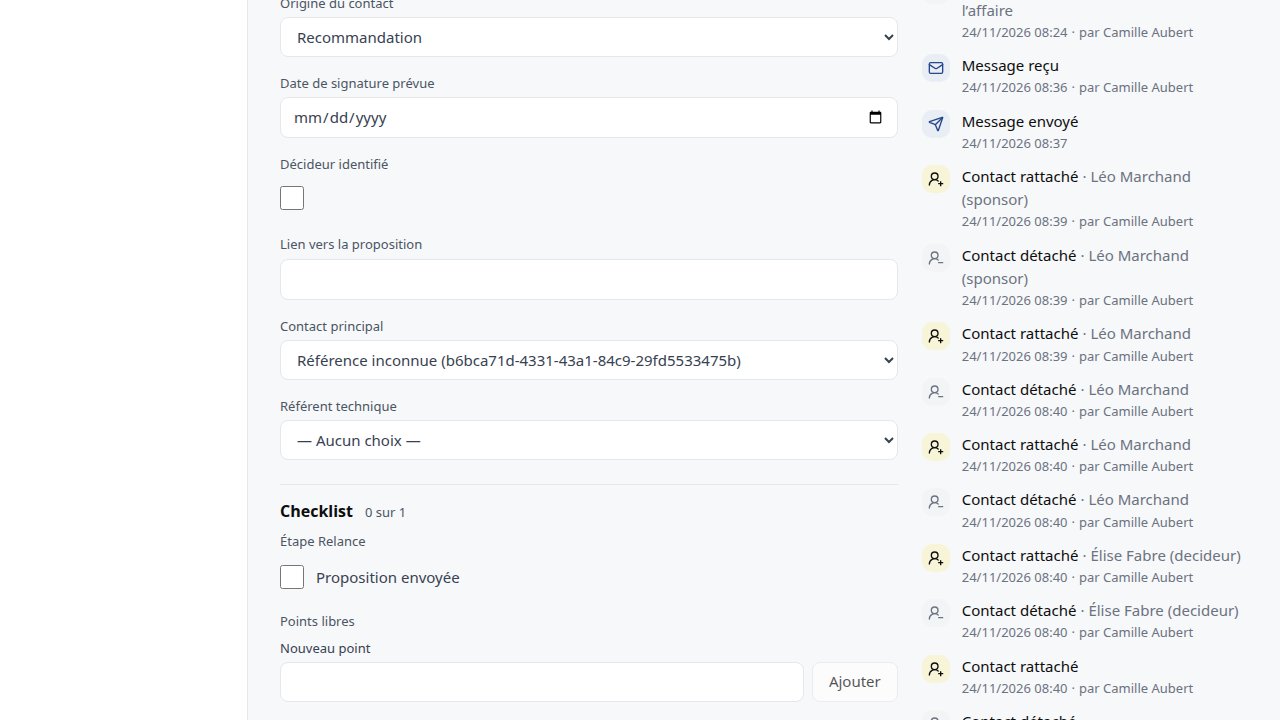 Origine du contact
Recommandation
Date de signature prévue
mm/dd/yyyy
Décideur identifié
Lien vers la proposition
Contact principal
Référence inconnue (b6bca71d-4331-43a1-84c9-29fd5533475b)
Référent technique
— Aucun choix —
Checklist 0 sur 1
Étape Relance
Proposition envoyée
Points libres
Nouveau point
Ajouter
l’affaire
24/11/2026 08:24 · par Camille Aubert
Message reçu
24/11/2026 08:36 · par Camille Aubert
Message envoyé
24/11/2026 08:37
Contact rattaché · Léo Marchand
(sponsor)
24/11/2026 08:39 · par Camille Aubert
Contact détaché · Léo Marchand
(sponsor)
24/11/2026 08:39 · par Camille Aubert
Contact rattaché · Léo Marchand
24/11/2026 08:39 · par Camille Aubert
Contact détaché · Léo Marchand
24/11/2026 08:40 · par Camille Aubert
Contact rattaché · Léo Marchand
24/11/2026 08:40 · par Camille Aubert
Contact détaché · Léo Marchand
24/11/2026 08:40 · par Camille Aubert
Contact rattaché · Élise Fabre (decideur)
24/11/2026 08:40 · par Camille Aubert
Contact détaché · Élise Fabre (decideur)
24/11/2026 08:40 · par Camille Aubert
Contact rattaché
24/11/2026 08:40 · par Camille Aubert
Contact détaché